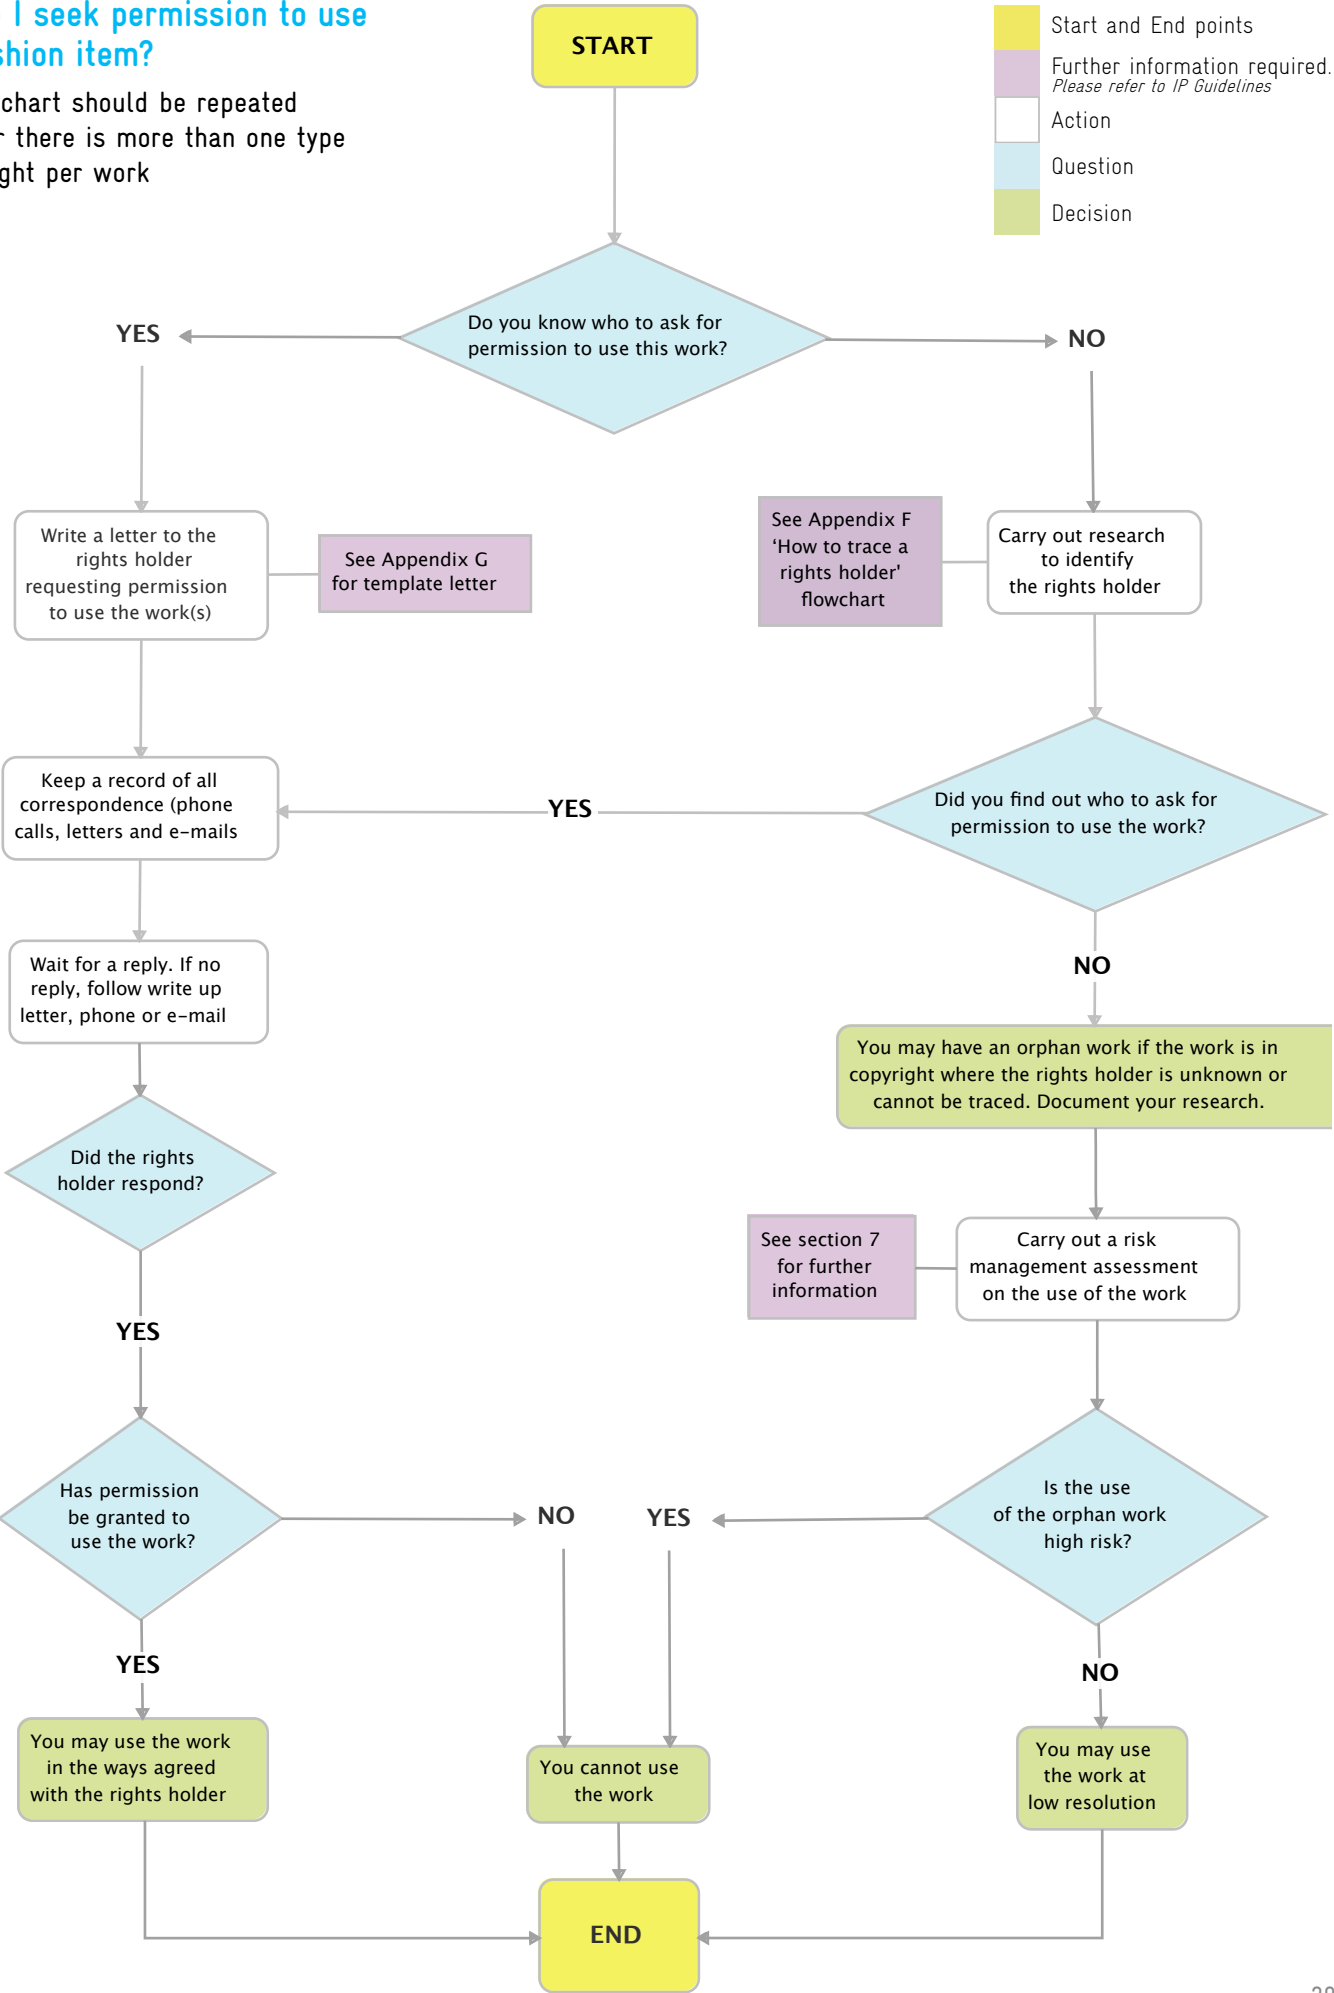 I seek permission to use
shion item?
chart should be repeated
r there is more than one type
ght per work
START
Start and End points
Further information required.
Please refer to IP Guidelines
Action
Question
Decision
Do you know who to ask for
permission to use this work?
YES
NO
Write a letter to the
rights holder
requesting permission
to use the work(s)
See Appendix G
for template letter
See Appendix F
‘How to trace a
rights holder'
flowchart
Carry out research
to identify
the rights holder
Keep a record of all
correspondence (phone
calls, letters and e-mails
YES
Did you find out who to ask for
permission to use the work?
NO
Wait for a reply. If no
reply, follow write up
letter, phone or e-mail
You may have an orphan work if the work is in
copyright where the rights holder is unknown or
cannot be traced. Document your research.
Did the rights
holder respond?
See section 7
for further
information
Carry out a risk
management assessment
on the use of the work
YES
Has permission
be granted to
use the work?
NO
YES
Is the use
of the orphan work
high risk?
YES
NO
You may use the work
in the ways agreed
with the rights holder
You cannot use
the work
You may use
the work at
low resolution
END